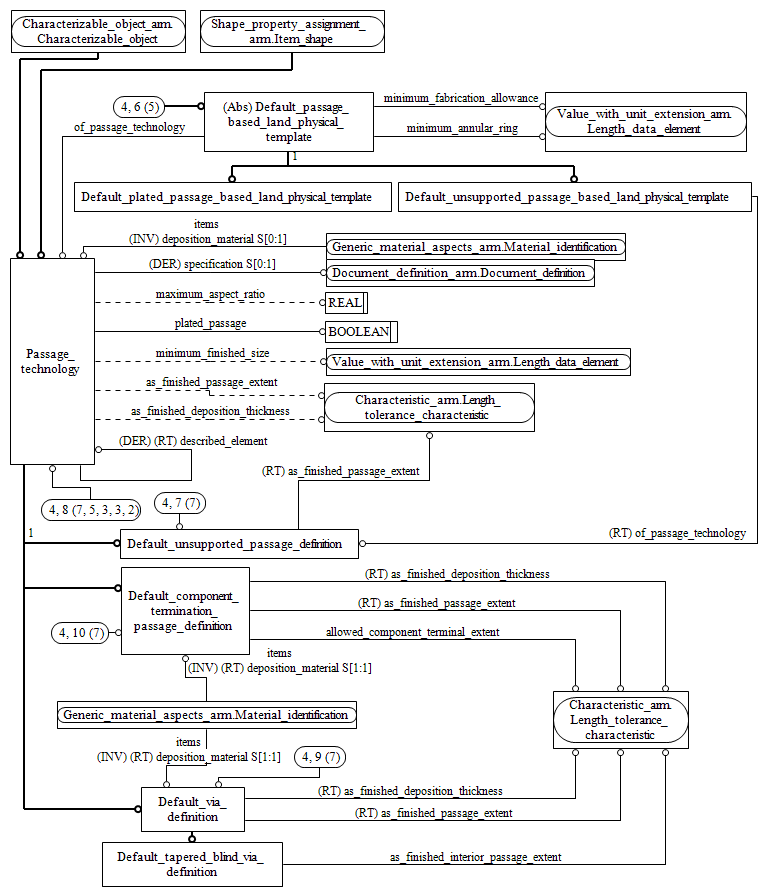 Characterizable_object_arm.
Characterizable_object
Shape_property_assignment_
arm.Item_shape
4, 6 (5)
(Abs) Default_passage_
based_land_physical_
template
minimum_fabrication_allowance
minimum_annular_ring
Value_with_unit_extension_arm.
Length_data_element
of_passage_technology
1
Default_plated_passage_based_land_physical_template
Default_unsupported_passage_based_land_physical_template
items
(INV) deposition_material S[0:1]
Generic_material_aspects_arm.Material_identification
(DER) specification S[0:1]
Document_definition_arm.Document_definition
maximum_aspect_ratio
REAL
plated_passage
BOOLEAN
Passage_
technology
minimum_finished_size
Value_with_unit_extension_arm.Length_data_element
as_finished_passage_extent
as_finished_deposition_thickness
Characteristic_arm.Length_
tolerance_characteristic
(DER) (RT) described_element
(RT) as_finished_passage_extent
4, 8 (7, 5, 3, 3, 2)
4, 7 (7)
1
Default_unsupported_passage_definition
(RT) of_passage_technology
Default_component_
termination_
passage_definition
(RT) as_finished_deposition_thickness
(RT) as_finished_passage_extent
allowed_component_terminal_extent
4, 10 (7)
items
(INV) (RT) deposition_material S[1:1]
Generic_material_aspects_arm.Material_identification
Characteristic_arm.
Length_tolerance_
characteristic
items
(INV) (RT) deposition_material S[1:1]
4, 9 (7)
Default_via_
definition
(RT) as_finished_deposition_thickness
(RT) as_finished_passage_extent
Default_tapered_blind_via_
definition
as_finished_interior_passage_extent